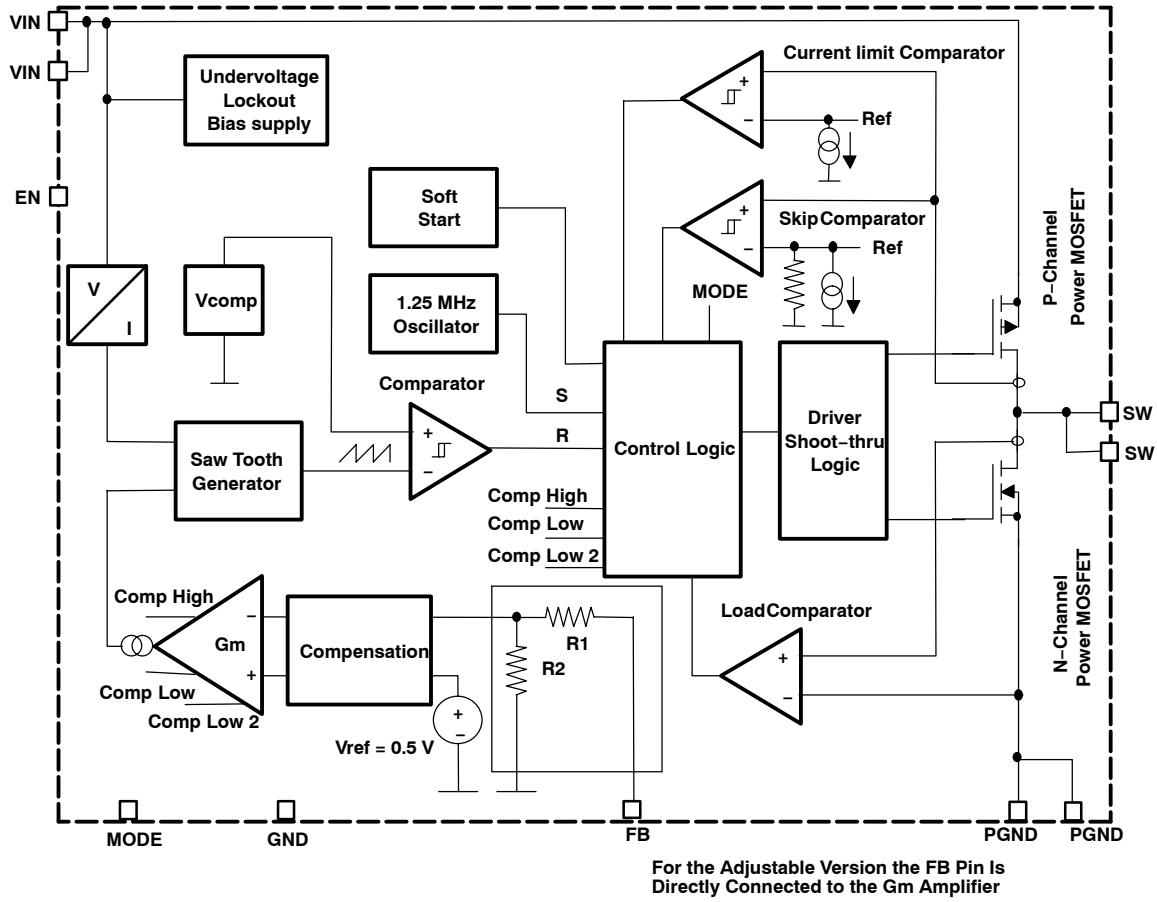 VIN
VIN
EN
Undervoltage
Lockout
Bias supply
Current limit Comparator
+
−
Ref
Soft
Start
+
−
Skip Comparator
Ref
P−Channel
Power MOSFET
V
I
Vcomp
1.25 MHz
Oscillator
MODE
Comparator
S
R
+
−
Saw Tooth
Generator
Control Logic
Driver
Shoot−thru
Logic
SW
SW
Comp High
Comp Low
Comp Low 2
Comp High
Gm
−
+
Comp Low
Comp Low 2
Compensation
+
−
Vref = 0.5 V
R1
R2
Load Comparator
+
−
N−Channel
Power MOSFET
MODE
GND
FB
PGND
PGND
For the Adjustable Version the FB Pin Is
Directly Connected to the Gm Amplifier